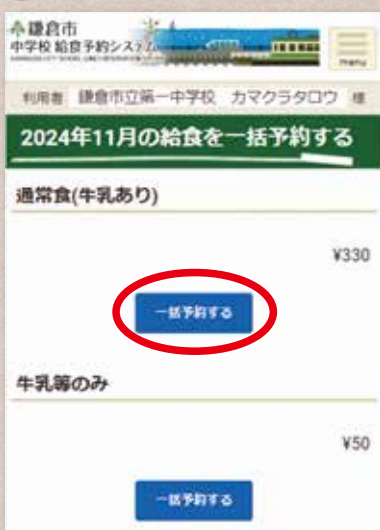 鎌倉市
中学校 給食予約システム
menu
利用者 鎌倉市立第一中学校 カマクラタロウ 様
2024年11月の給食を一括予約する
通常食(牛乳あり)
¥330
一括予約する
牛乳等のみ
¥50
一括予約する